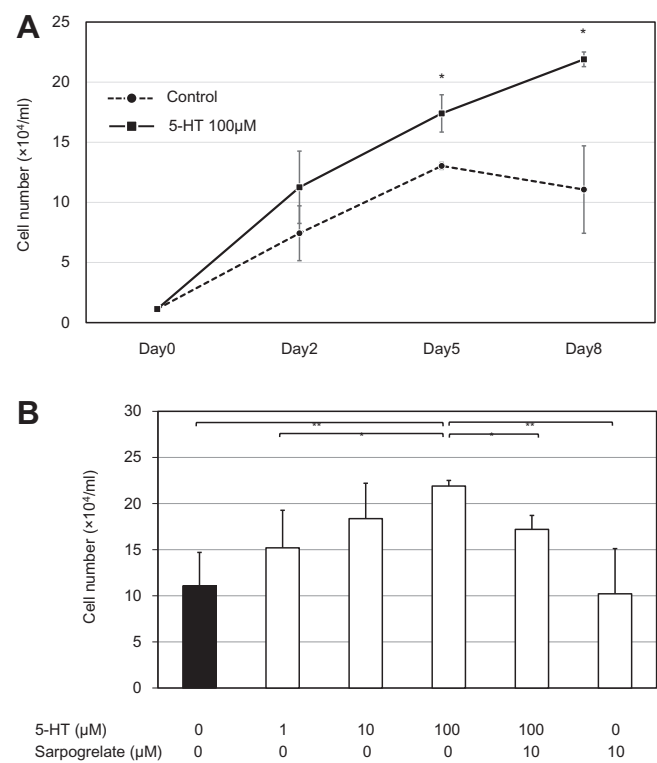 A
25
20
15
10
5
0
Cell number (×10⁴/ml)
Control
5-HT 100μM
*
*
Day0 Day2 Day5 Day8
B
30
25
20
15
10
5
0
Cell number (×10⁴/ml)
** **
* *
5-HT (μM) 0 1 10 100 100 0
Sarpogrelate (μM) 0 0 0 0 10 10